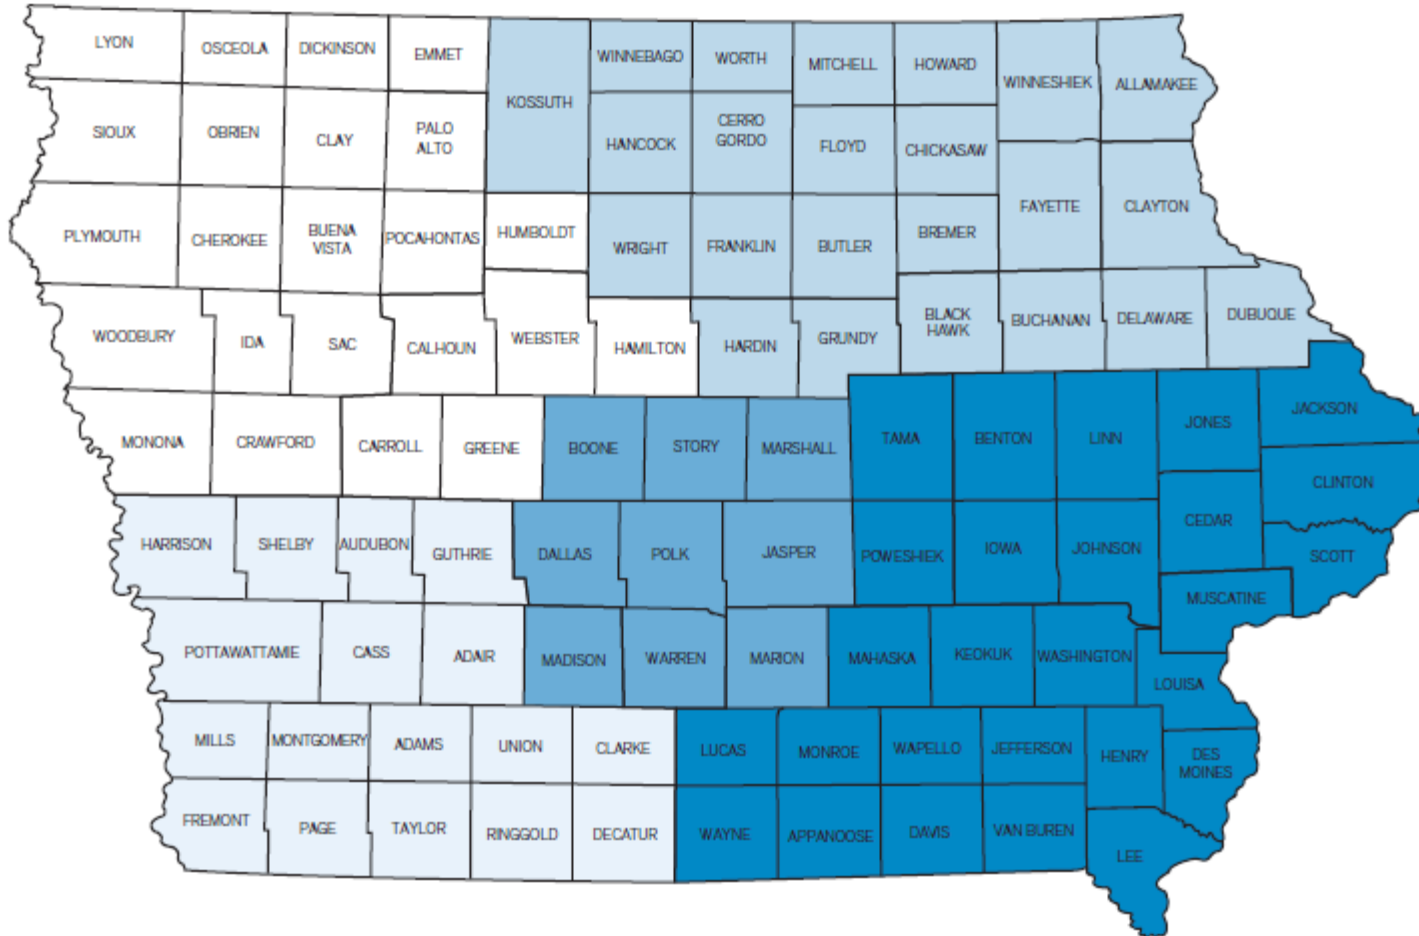 LYON
OSCEOLA
DICKINSON
EMMET
KOSSUTH
WINNEBAGO
WORTH
MITCHELL
HOWARD
WINNESHIEK
ALLAMAKEE
SIOUX
OBRIEN
CLAY
PALO
ALTO
HANCOCK
CERRO
GORDO
FLOYD
CHICKASAW
PLYMOUTH
CHEROKEE
BUENA
VISTA
POCAHONTAS
HUMBOLDT
WRIGHT
FRANKLIN
BUTLER
BREMER
FAYETTE
CLAYTON
WOODBURY
IDA
SAC
CALHOUN
WEBSTER
HAMILTON
HARDIN
GRUNDY
BLACK
HAWK
BUCHANAN
DELAWARE
DUBUQUE
MONONA
CRAWFORD
CARROLL
GREENE
BOONE
STORY
MARSHALL
TAMA
BENTON
LINN
JONES
JACKSON
CLINTON
HARRISON
SHELBY
AUDUBON
GUTHRIE
DALLAS
POLK
JASPER
POWESHIEK
IOWA
JOHNSON
CEDAR
SCOTT
MUSCATINE
POTTAWATTAMIE
CASS
ADAIR
MADISON
WARREN
MARION
MAHASKA
KEOKUK
WASHINGTON
LOUISA
MILLS
MONTGOMERY
ADAMS
UNION
CLARKE
LUCAS
MONROE
WAPELLO
JEFFERSON
HENRY
DES
MOINES
FREMONT
PAGE
TAYLOR
RINGGOLD
DECATUR
WAYNE
APPANOOSE
DAVIS
VAN BUREN
LEE